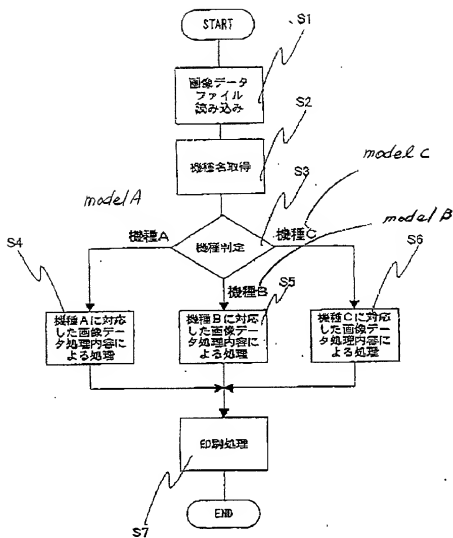 START
S1
画像データ
ファイル
読み込み
S2
機種名取得
model C
S3
model A
機種A
機種判定
機種C
model B
機種B
S4
S5
S6
機種Aに対応
した画像デー
タ処理内容に
よる処理
機種Bに対応
した画像デー
タ処理内容に
よる処理
機種Cに対応
した画像デー
タ処理内容に
よる処理
印刷処理
S7
END